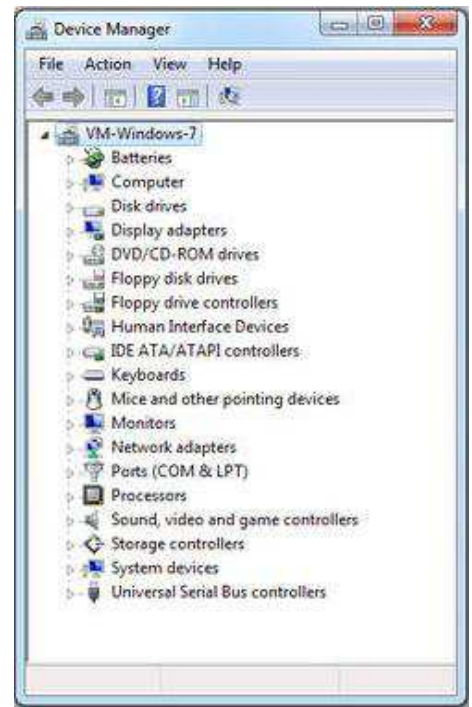 Device Manager
File Action View Help
VM-Windows-7
Batteries
Computer
Disk drives
Display adapters
DVD/CD-ROM drives
Floppy disk drives
Floppy drive controllers
Human Interface Devices
IDE ATA/ATAPI controllers
Keyboards
Mice and other pointing devices
Monitors
Network adapters
Ports (COM & LPT)
Processors
Sound, video and game controllers
Storage controllers
System devices
Universal Serial Bus controllers